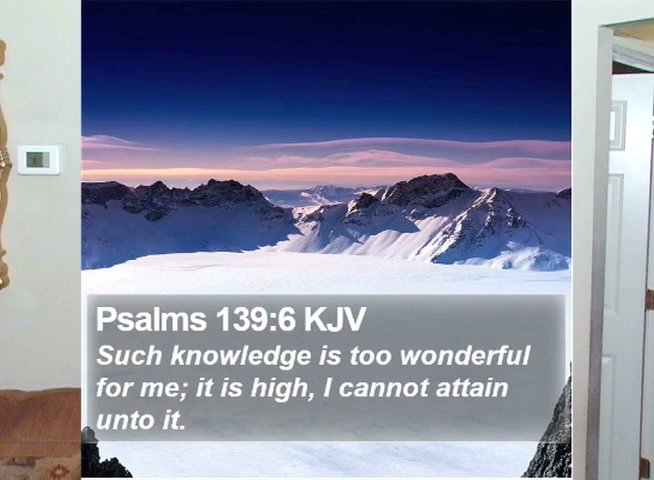 Psalms 139:6 KJV
Such knowledge is too wonderful
for me; it is high, I cannot attain
unto it.